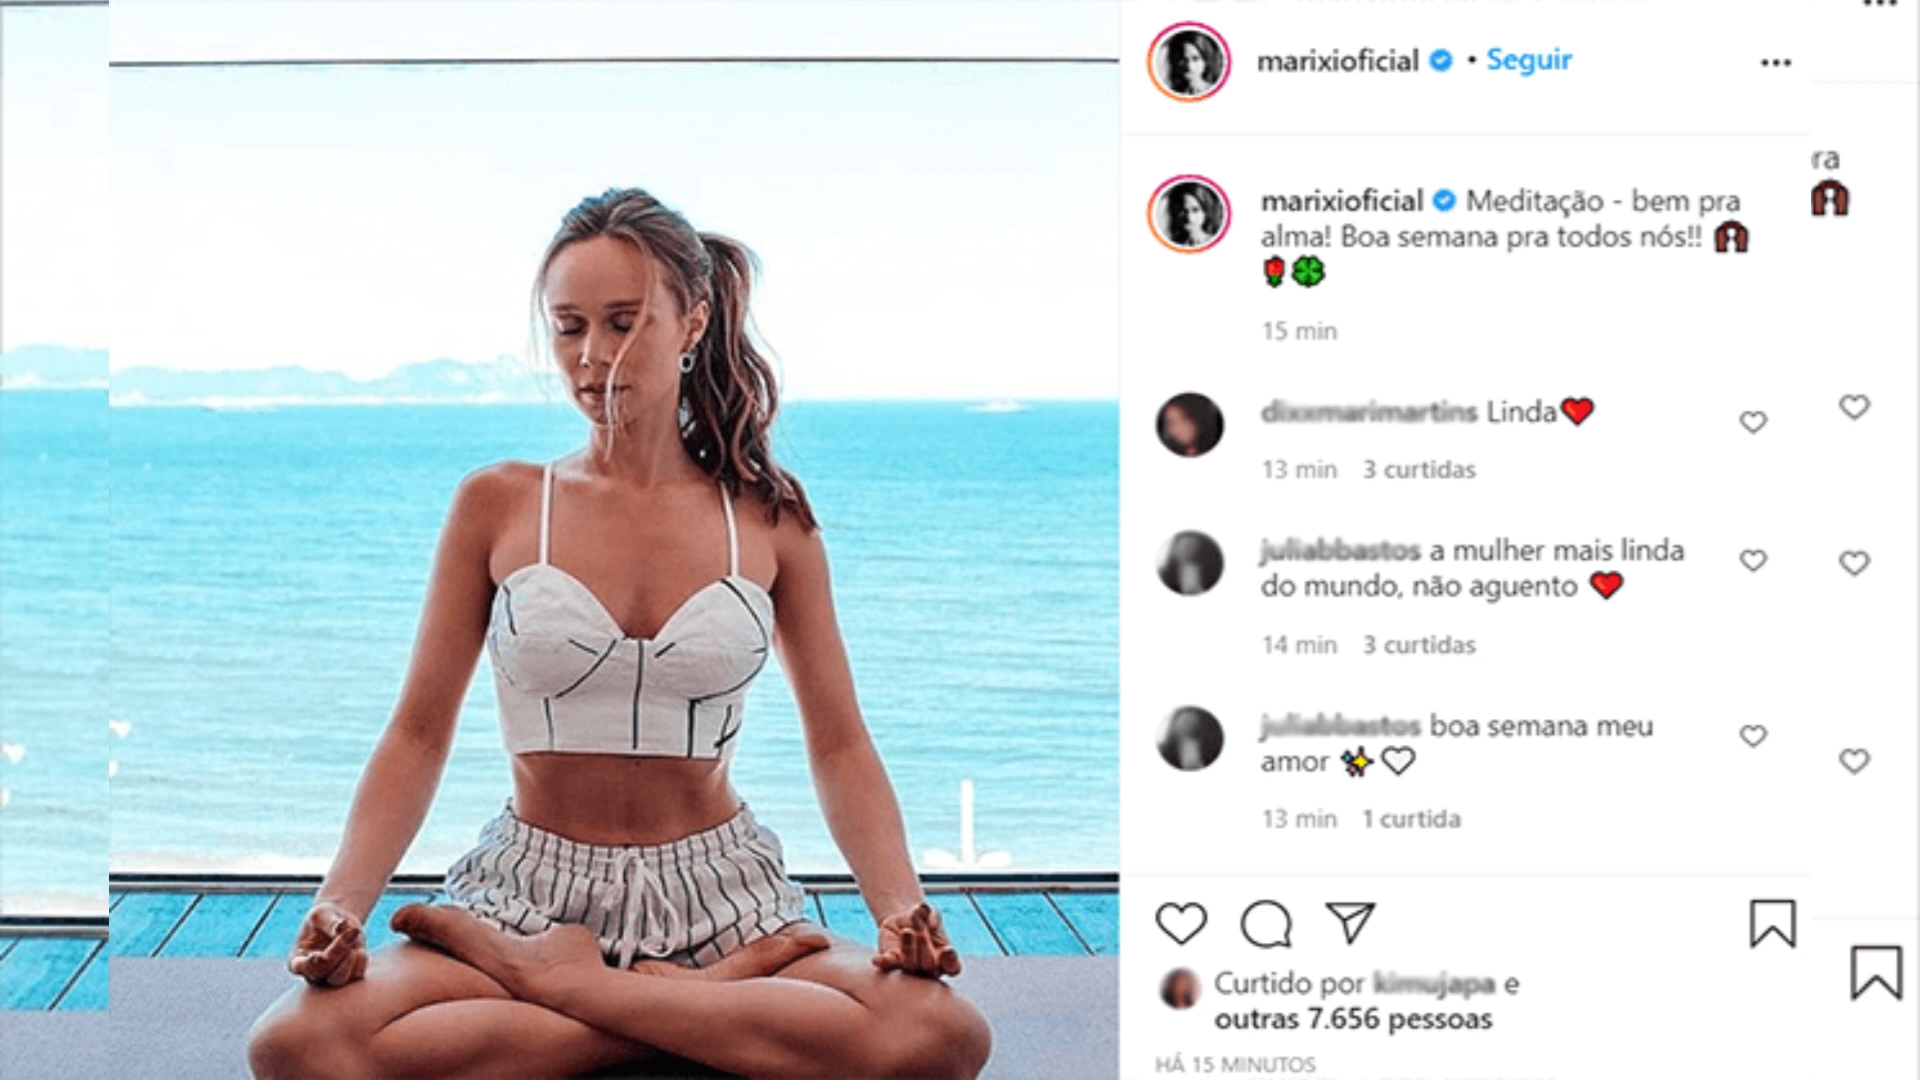 marixioficial • Seguir
marixioficial Meditação - bem pra
alma! Boa semana pra todos nós!!
15 min
Linda
13 min 3 curtidas
a mulher mais linda
do mundo, não aguento
14 min 3 curtidas
boa semana meu
amor
13 min 1 curtida
Curtido por e
outras 7.656 pessoas
HÁ 15 MINUTOS
ra